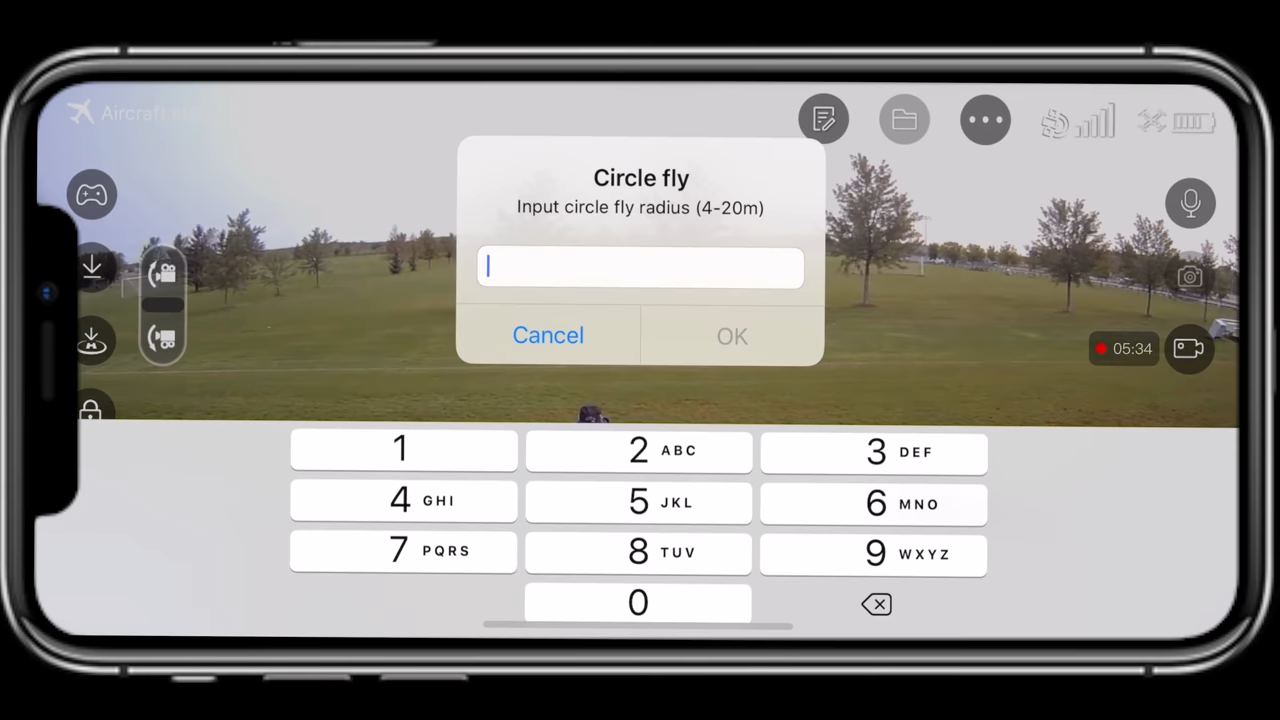 Aircraft
Circle fly
Input circle fly radius (4-20m)
Cancel
OK
05:34
1
2 ABC
3 DEF
4 GHI
5 JKL
6 MNO
7 PQRS
8 TUV
9 WXYZ
0